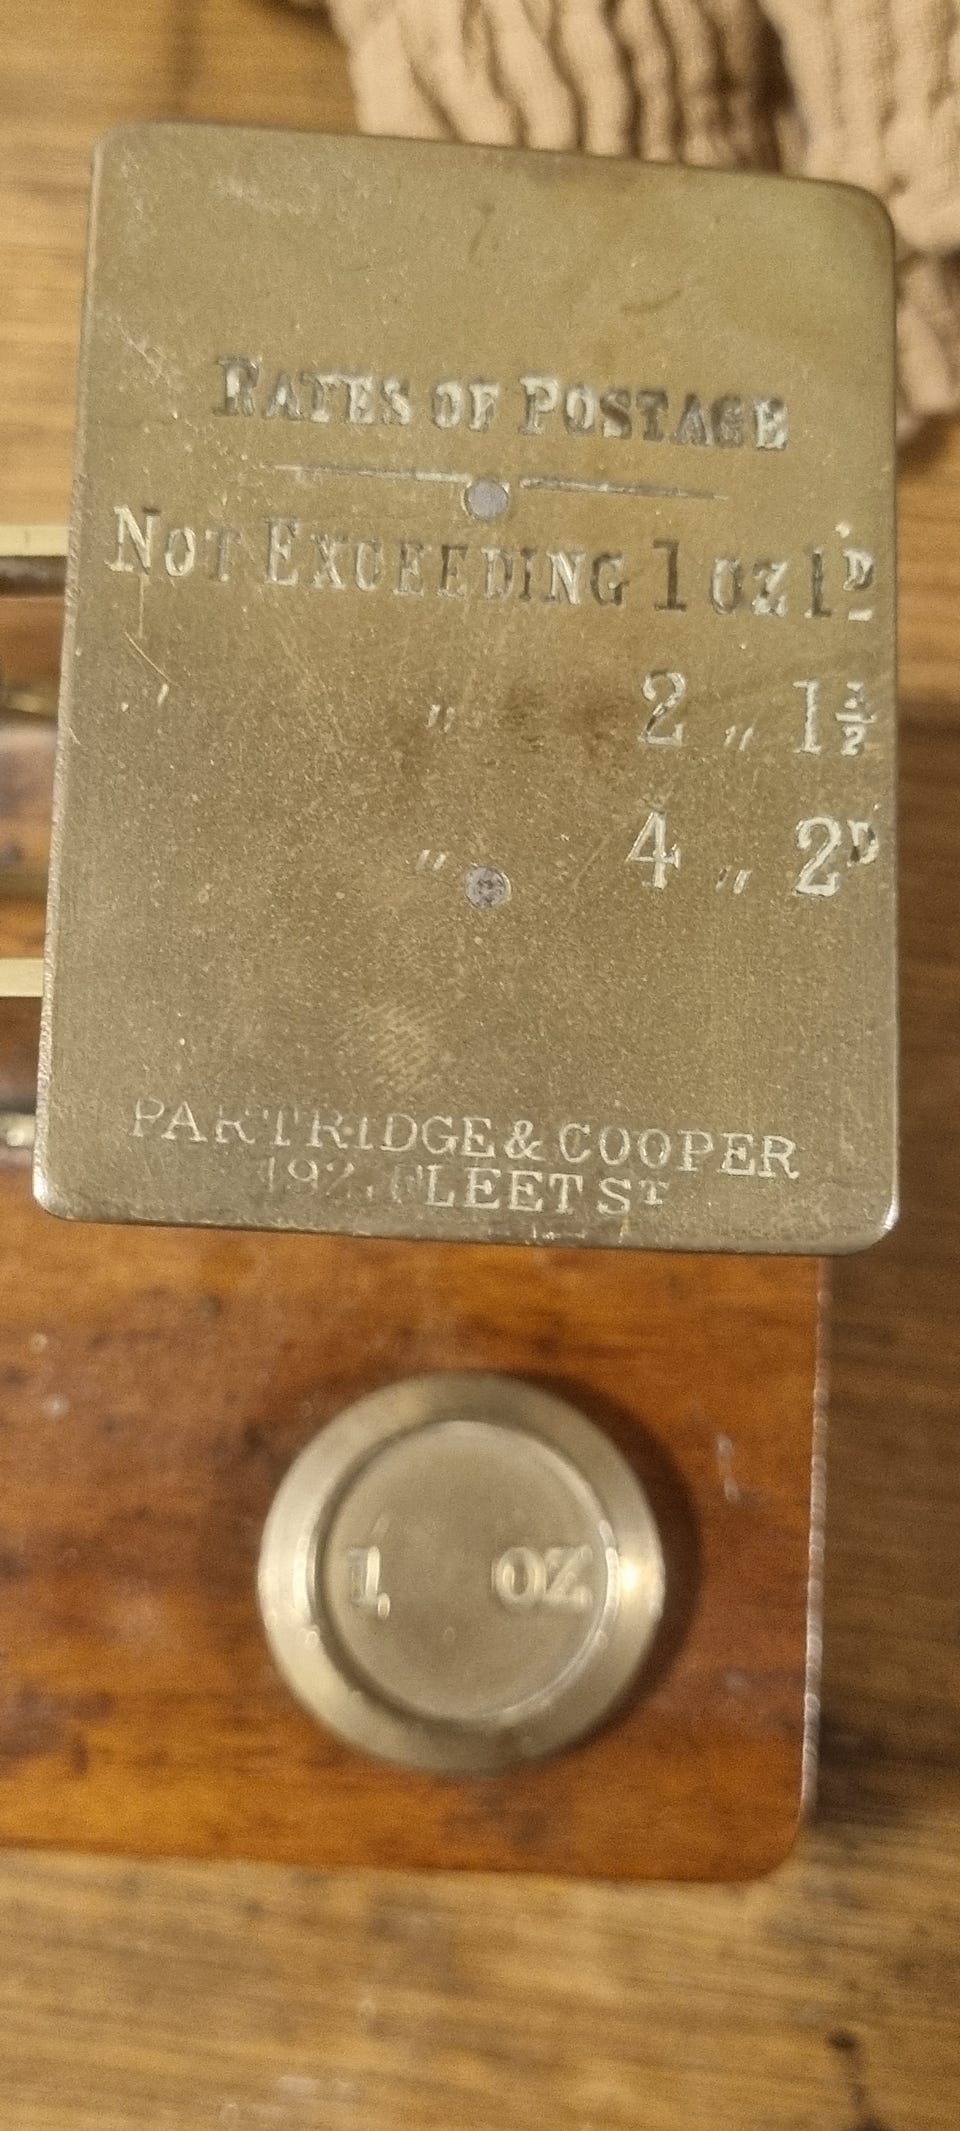 RATES OF POSTAGE
NOT EXCEEDING 1 OZ 1D
" " 2 " 1½
" 4 " 2D
PARTRIDGE & COOPER
192, FLEET ST
1 OZ